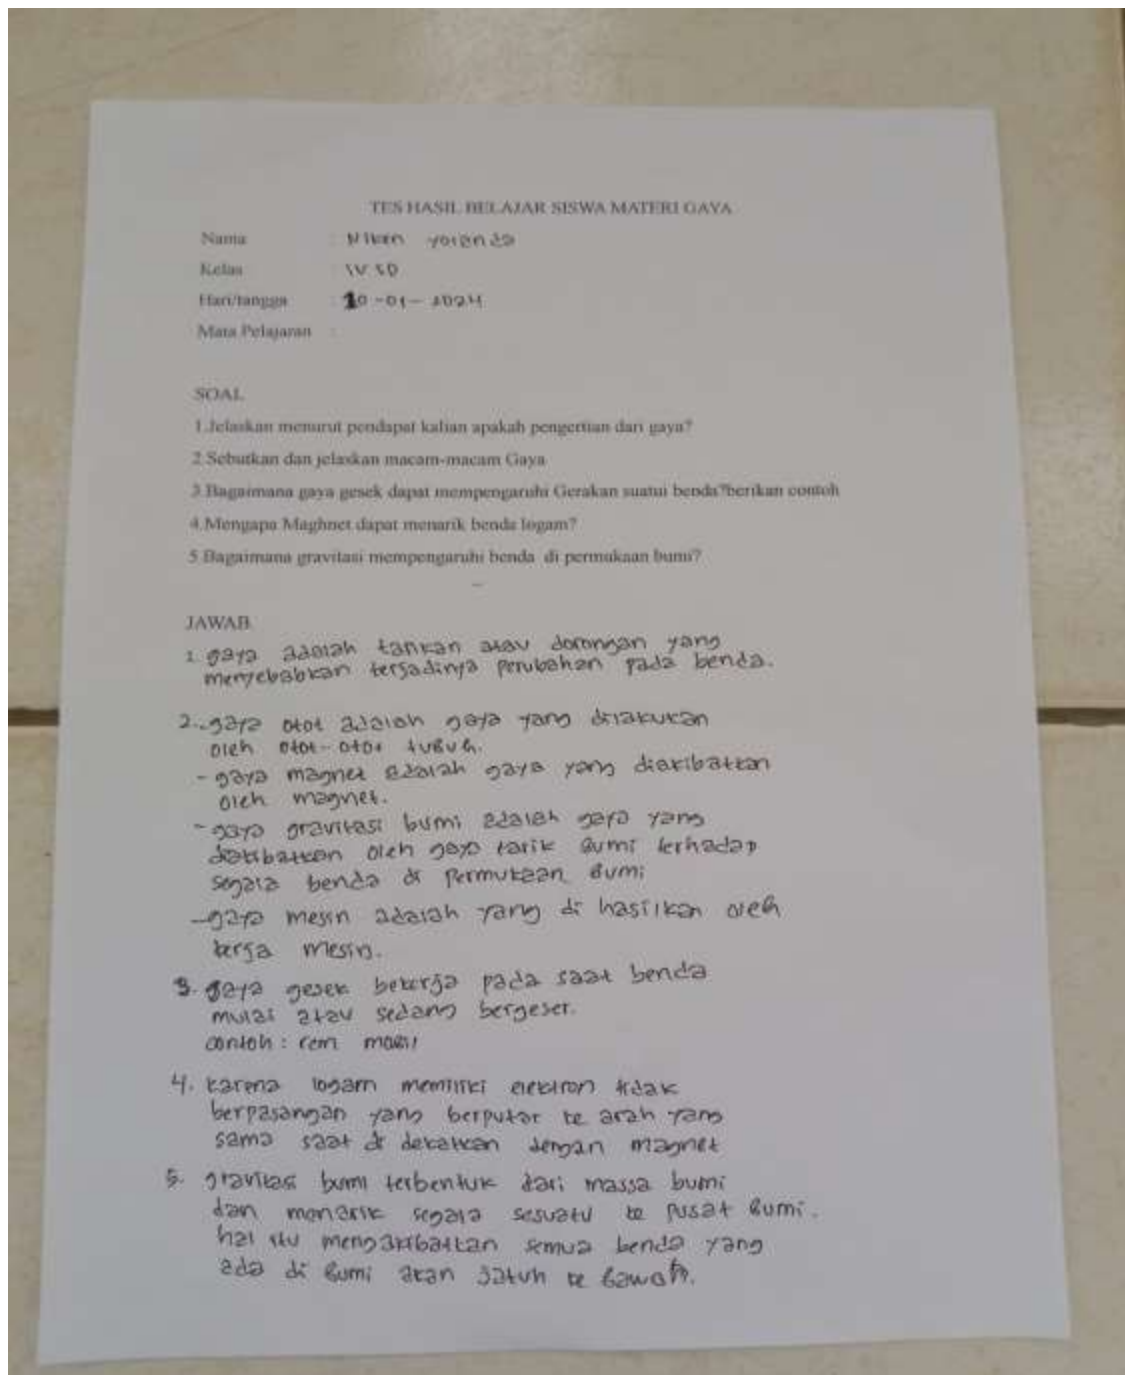 TES HASIL BELAJAR SISWA MATERI GAYA
Nama : Niken yolanda
Kelas : IV SD
Hari/tangga : 10-01-2024
Mata Pelajaran :
SOAL
1.Jelaskan menurut pendapat kalian apakah pengertian dari gaya?
2.Sebutkan dan jelaskan macam-macam Gaya
3.Bagaimana gaya gesek dapat mempengaruhi Gerakan suatui benda?berikan contoh
4.Mengapa Maghnet dapat menarik benda logam?
5.Bagaimana gravitasi mempengaruhi benda di permukaan bumi?
JAWAB
1. gaya adalah tarikan atau dorongan yang
menyebabkan terjadinya perubahan pada benda.
2.-gaya otot adalah gaya yang dilakukan
oleh otot-otot tubuh.
- gaya magnet adalah gaya yang diakibatkan
oleh magnet.
- gaya gravitasi bumi adalah gaya yang
diakibatkan oleh gaya tarik Bumi terhadap
segala benda di Permukaan Bumi
-gaya mesin adalah yang di hasilkan oleh
kerja mesin.
3. gaya gesek bekerja pada saat benda
mulai atau sedang bergeser.
contoh : rem mobil
4. karena logam memiliki elektron tidak
berpasangan yang berputar ke arah yang
sama saat di dekatkan dengan magnet
5. gravitasi bumi terbentuk dari massa bumi
dan menarik segala sesuatu ke pusat Bumi.
hal itu mengakibatkan semua benda yang
ada di Bumi akan jatuh ke bawah.